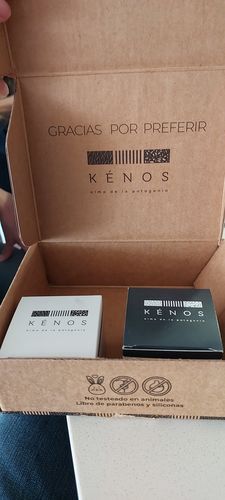 GRACIAS POR PREFERIR
KÉNOS
alma de la patagonia
KÉNOS
alma de la patagonia
KÉNOS
alma de la patagonia
No testeado en animales
Libre de parabenos y siliconas